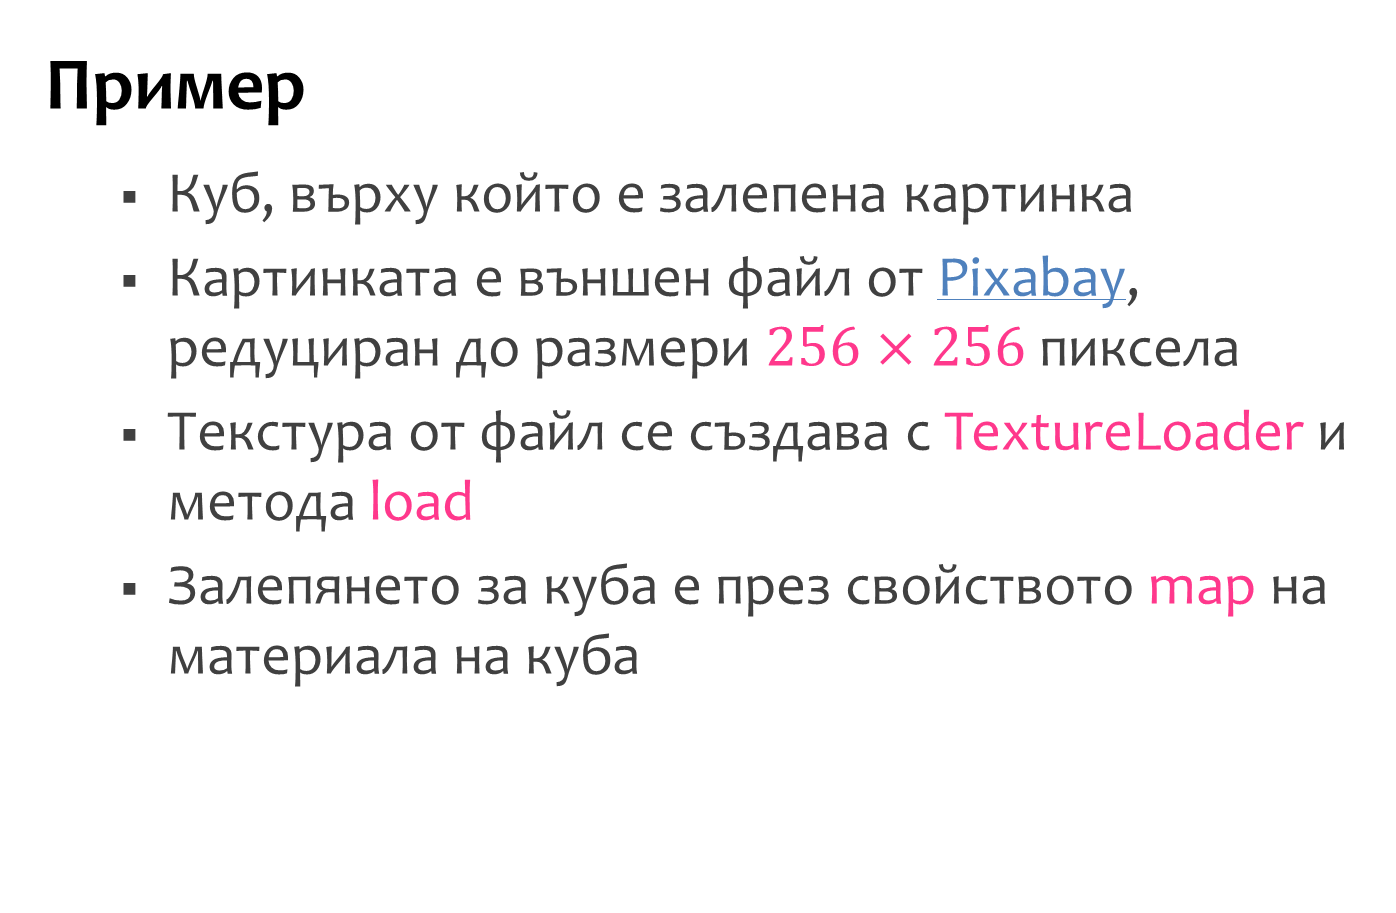 Пример
▪ Куб, върху който е залепена картинка
▪ Картинката е външен файл от Pixabay,
редуциран до размери 256 × 256 пиксела
▪ Текстура от файл се създава с TextureLoader и
метода load
▪ Залепянето за куба е през свойството map на
материала на куба